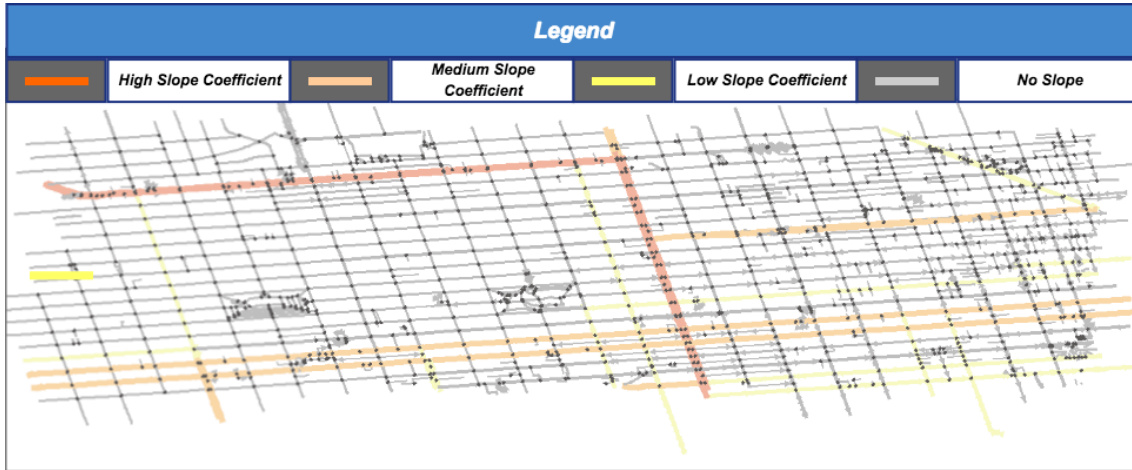 Legend
High Slope Coefficient
Medium Slope
Coefficient
Low Slope Coefficient
No Slope